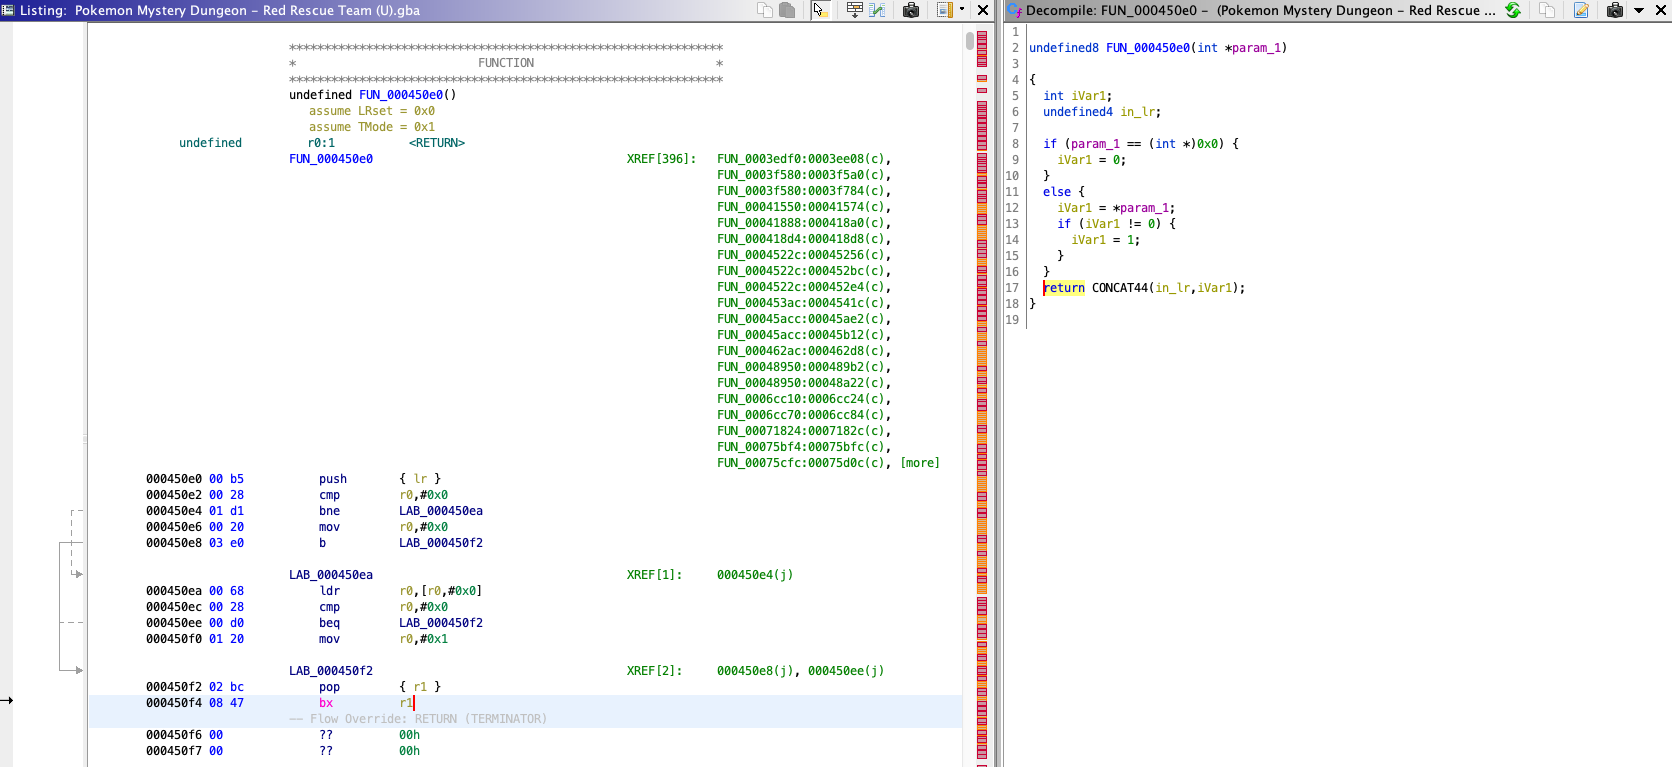 Listing: Pokemon Mystery Dungeon - Red Rescue Team (U).gba
************************************************************
* FUNCTION *
************************************************************
undefined FUN_000450e0()
assume LRset = 0x0
assume TMode = 0x1
undefined r0:1 <RETURN>
FUN_000450e0 XREF[396]: FUN_0003edf0:0003ee08(c),
FUN_0003f580:0003f5a0(c),
FUN_0003f580:0003f784(c),
FUN_00041550:00041574(c),
FUN_00041888:000418a0(c),
FUN_000418d4:000418d8(c),
FUN_0004522c:00045256(c),
FUN_0004522c:000452bc(c),
FUN_0004522c:000452e4(c),
FUN_000453ac:0004541c(c),
FUN_00045acc:00045ae2(c),
FUN_00045acc:00045b12(c),
FUN_000462ac:000462d8(c),
FUN_00048950:000489b2(c),
FUN_00048950:00048a22(c),
FUN_0006cc10:0006cc24(c),
FUN_0006cc70:0006cc84(c),
FUN_00071824:0007182c(c),
FUN_00075bf4:00075bfc(c),
FUN_00075cfc:00075d0c(c), [more]
000450e0 00 b5 push { lr }
000450e2 00 28 cmp r0,#0x0
000450e4 01 d1 bne LAB_000450ea
000450e6 00 20 mov r0,#0x0
000450e8 03 e0 b LAB_000450f2
LAB_000450ea XREF[1]: 000450e4(j)
000450ea 00 68 ldr r0,[r0,#0x0]
000450ec 00 28 cmp r0,#0x0
000450ee 00 d0 beq LAB_000450f2
000450f0 01 20 mov r0,#0x1
LAB_000450f2 XREF[2]: 000450e8(j), 000450ee(j)
000450f2 02 bc pop { r1 }
000450f4 08 47 bx r1
-- Flow Override: RETURN (TERMINATOR)
000450f6 00 ?? 00h
000450f7 00 ?? 00h
Decompile: FUN_000450e0 - (Pokemon Mystery Dungeon - Red Rescue ...
1
2 undefined8 FUN_000450e0(int *param_1)
3
4 {
5 int iVar1;
6 undefined4 in_lr;
7
8 if (param_1 == (int *)0x0) {
9 iVar1 = 0;
10 }
11 else {
12 iVar1 = *param_1;
13 if (iVar1 != 0) {
14 iVar1 = 1;
15 }
16 }
17 return CONCAT44(in_lr,iVar1);
18 }
19